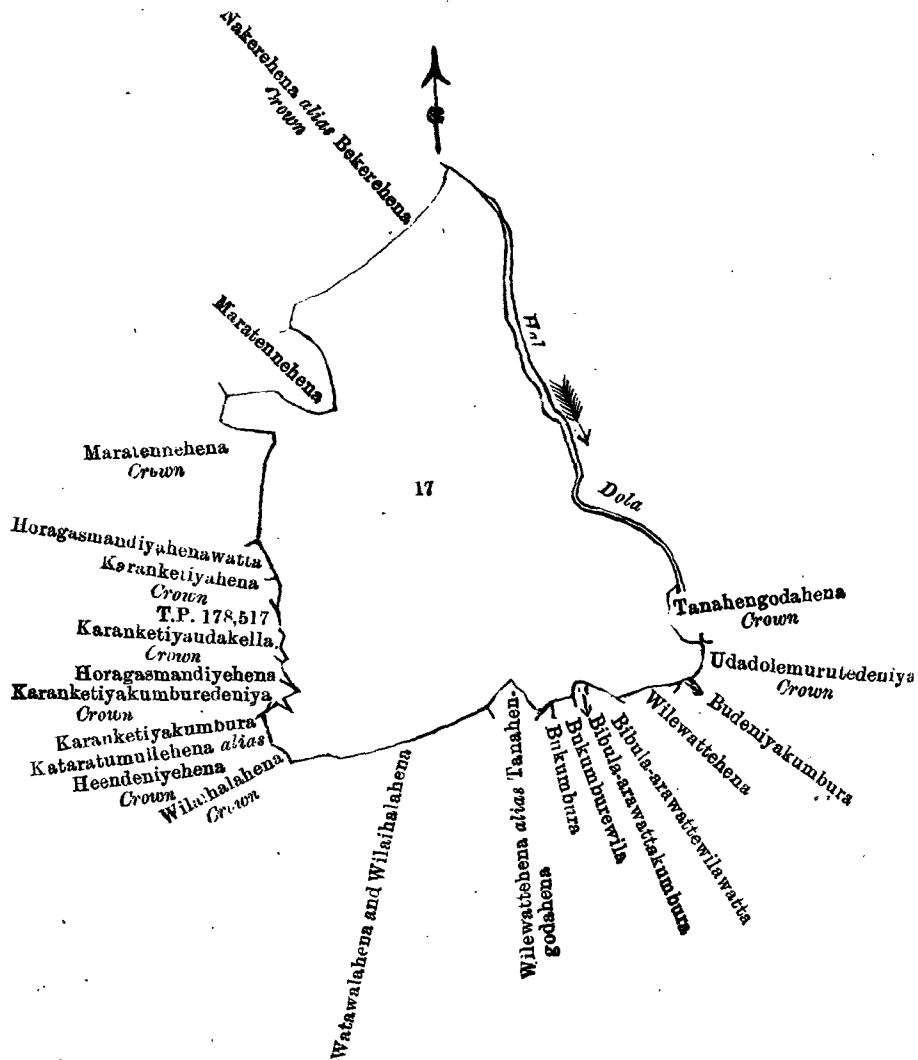 Nakerehena alias Bekerehena
Crown
Maratennehena
Dola
Maratennehena
Crown
17
Horagasmandiyahenawatta
Karanketiyahena
Crown
T.P. 178,517
Karanketiyaudakella
Crown
Horagasmandiyehena
Karanketiyakumburedeniya
Crown
Karanketiyakumbura
Kataratumullehena alias
Heendeniyehena
Crown
Wilaihalahena
Crown
Watawalahena and Wilaihalahena
Wilewattehena alias Tanahen-
godahena
Bukumbura
Bukumburewila
Bibula-arawattakumbura
Bibula-arawattewilawatta
Wilewattehena
Budeniyakumbura
Udadolemurutedeniya
Crown
Tanahengodahena
Crown